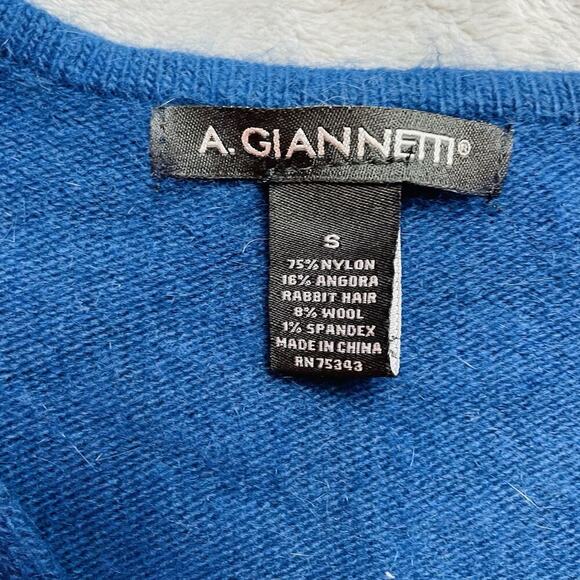 A. GIANNETTI®
S
75% NYLON
16% ANGORA
RABBIT HAIR
8% WOOL
1% SPANDEX
MADE IN CHINA
RN 75343